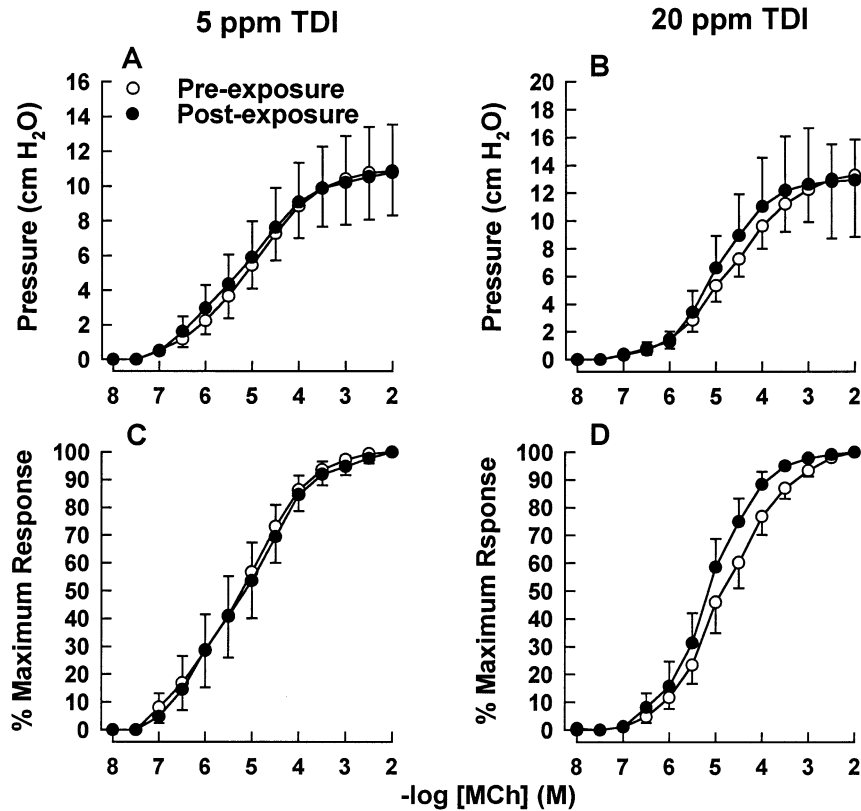 5 ppm TDI
20 ppm TDI
A
Pre-exposure
Post-exposure
Pressure (cm H₂O)
16
14
12
10
8
6
4
2
0
8 7 6 5 4 3 2
B
Pressure (cm H₂O)
20
18
16
14
12
10
8
6
4
2
0
8 7 6 5 4 3 2
C
% Maximum Response
100
90
80
70
60
50
40
30
20
10
0
8 7 6 5 4 3 2
D
% Maximum Rsponse
100
90
80
70
60
50
40
30
20
10
0
8 7 6 5 4 3 2
-log [MCh] (M)